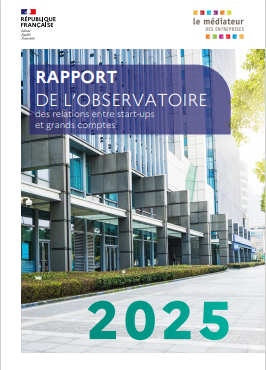 RÉPUBLIQUE
FRANÇAISE
Liberté
Égalité
Fraternité
le médiateur
DES ENTREPRISES
RAPPORT
DE L'OBSERVATOIRE
des relations entre start-ups
et grands comptes
2025